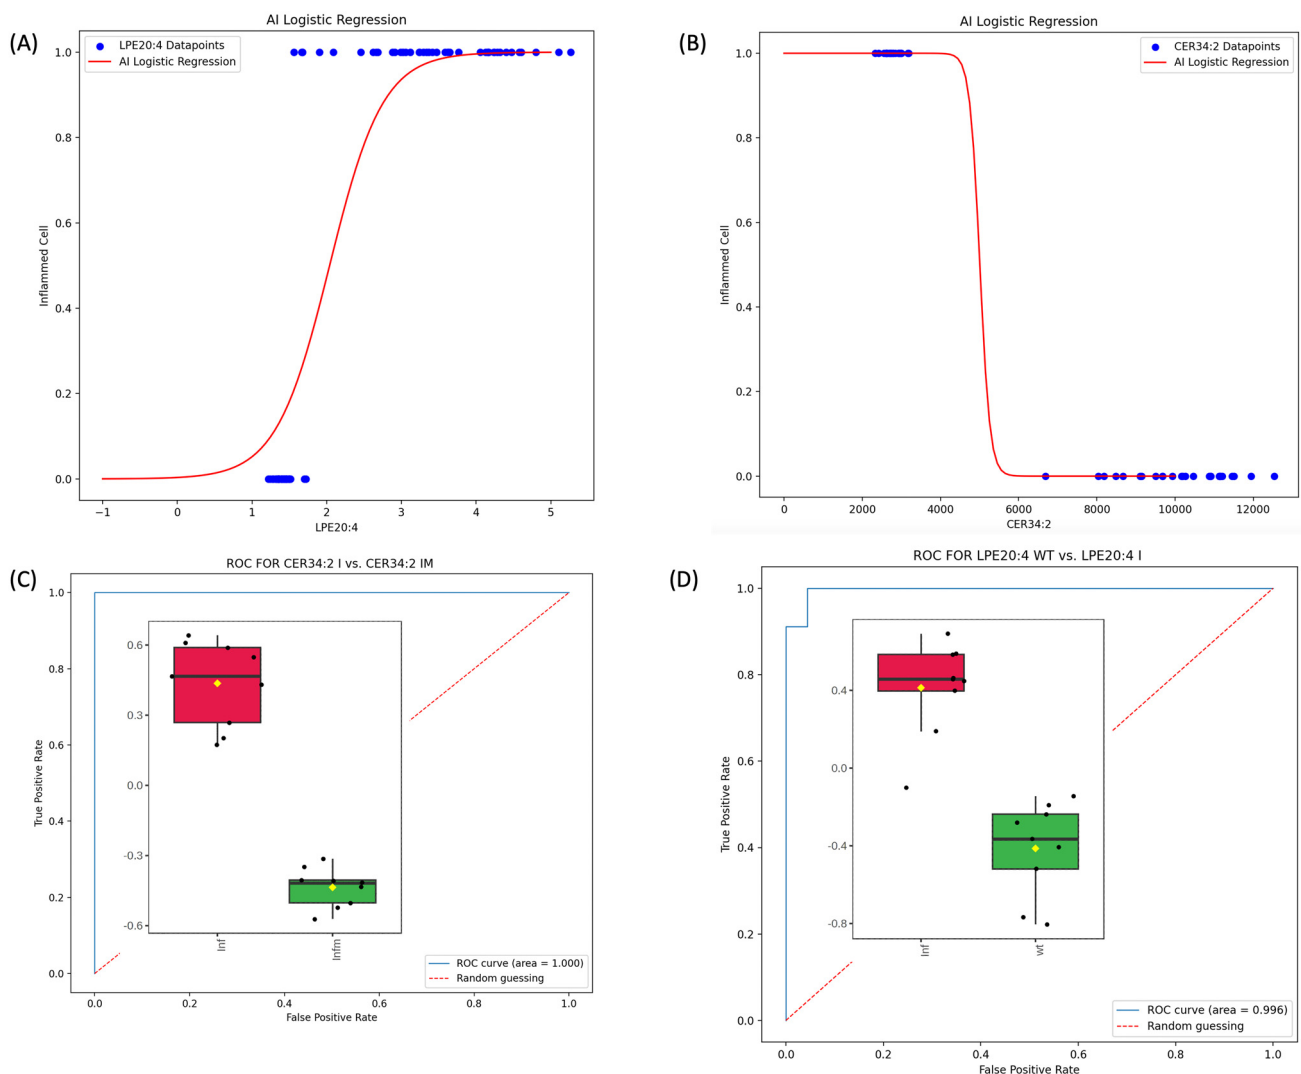 (A)
AI Logistic Regression
LPE20:4 Datapoints
AI Logistic Regression
Inflammed Cell
1.0
0.8
0.6
0.4
0.2
0.0
−1 0 1 2 3 4 5
LPE20:4
(B)
AI Logistic Regression
CER34:2 Datapoints
AI Logistic Regression
Inflammed Cell
1.0
0.8
0.6
0.4
0.2
0.0
0 2000 4000 6000 8000 10000 12000
CER34:2
(C)
ROC FOR CER34:2 I vs. CER34:2 IM
True Positive Rate
1.0
0.8
0.6
0.4
0.2
0.0
0.6
0.3
0.0
-0.3
-0.6
Inf Infm
ROC curve (area = 1.000)
Random guessing
0.0 0.2 0.4 0.6 0.8 1.0
False Positive Rate
(D)
ROC FOR LPE20:4 WT vs. LPE20:4 I
True Positive Rate
1.0
0.8
0.6
0.4
0.2
0.0
0.4
0.0
-0.4
-0.8
Inf wt
ROC curve (area = 0.996)
Random guessing
0.0 0.2 0.4 0.6 0.8 1.0
False Positive Rate